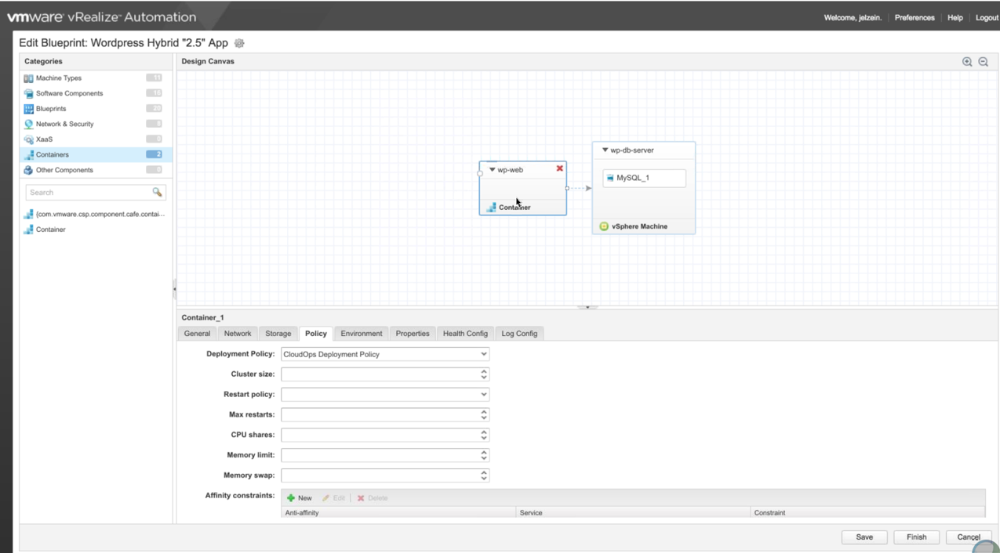 vmware vRealize Automation
Welcome, jelzein. Preferences Help Logout
Edit Blueprint: Wordpress Hybrid "2.5" App
Categories
Design Canvas
Machine Types 11
Software Components
Blueprints
Network & Security
XaaS 0
Containers 2
Other Components 0
Search
{com.vmware.csp.component.cafe.contai...
Container
wp-web
Container
wp-db-server
MySQL_1
vSphere Machine
Container_1
General Network Storage Policy Environment Properties Health Config Log Config
Deployment Policy: CloudOps Deployment Policy
Cluster size:
Restart policy:
Max restarts:
CPU shares:
Memory limit:
Memory swap:
Affinity constraints: New Edit Delete
Anti-affinity Service Constraint
Save Finish Cancel